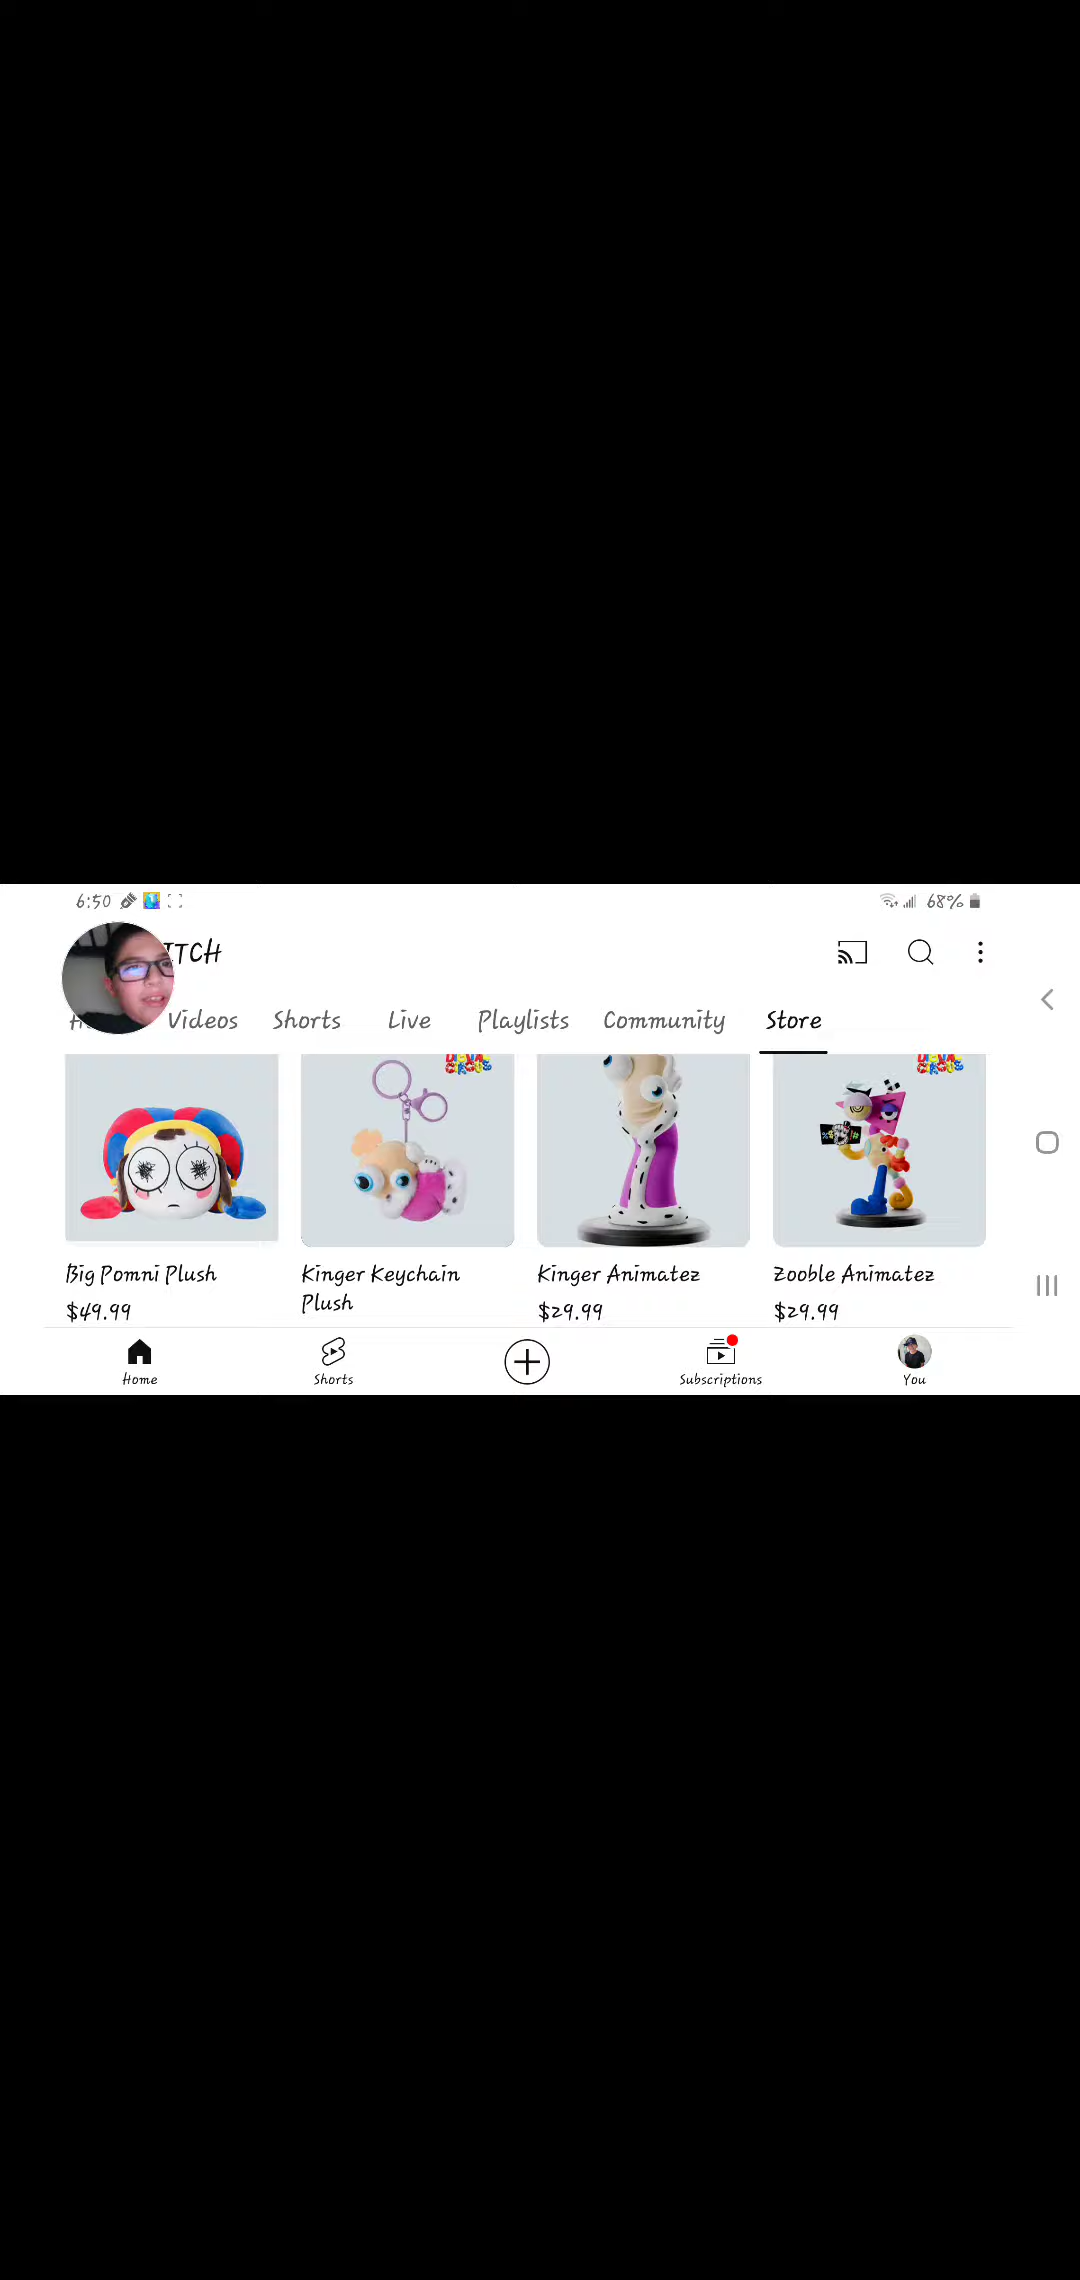 6:50 68%
ITCH
Videos Shorts Live Playlists Community Store
Big Pomni Plush
$49.99
Kinger Keychain
Plush
Kinger Animatez
$29.99
Zooble Animatez
$29.99
Home Shorts Subscriptions You